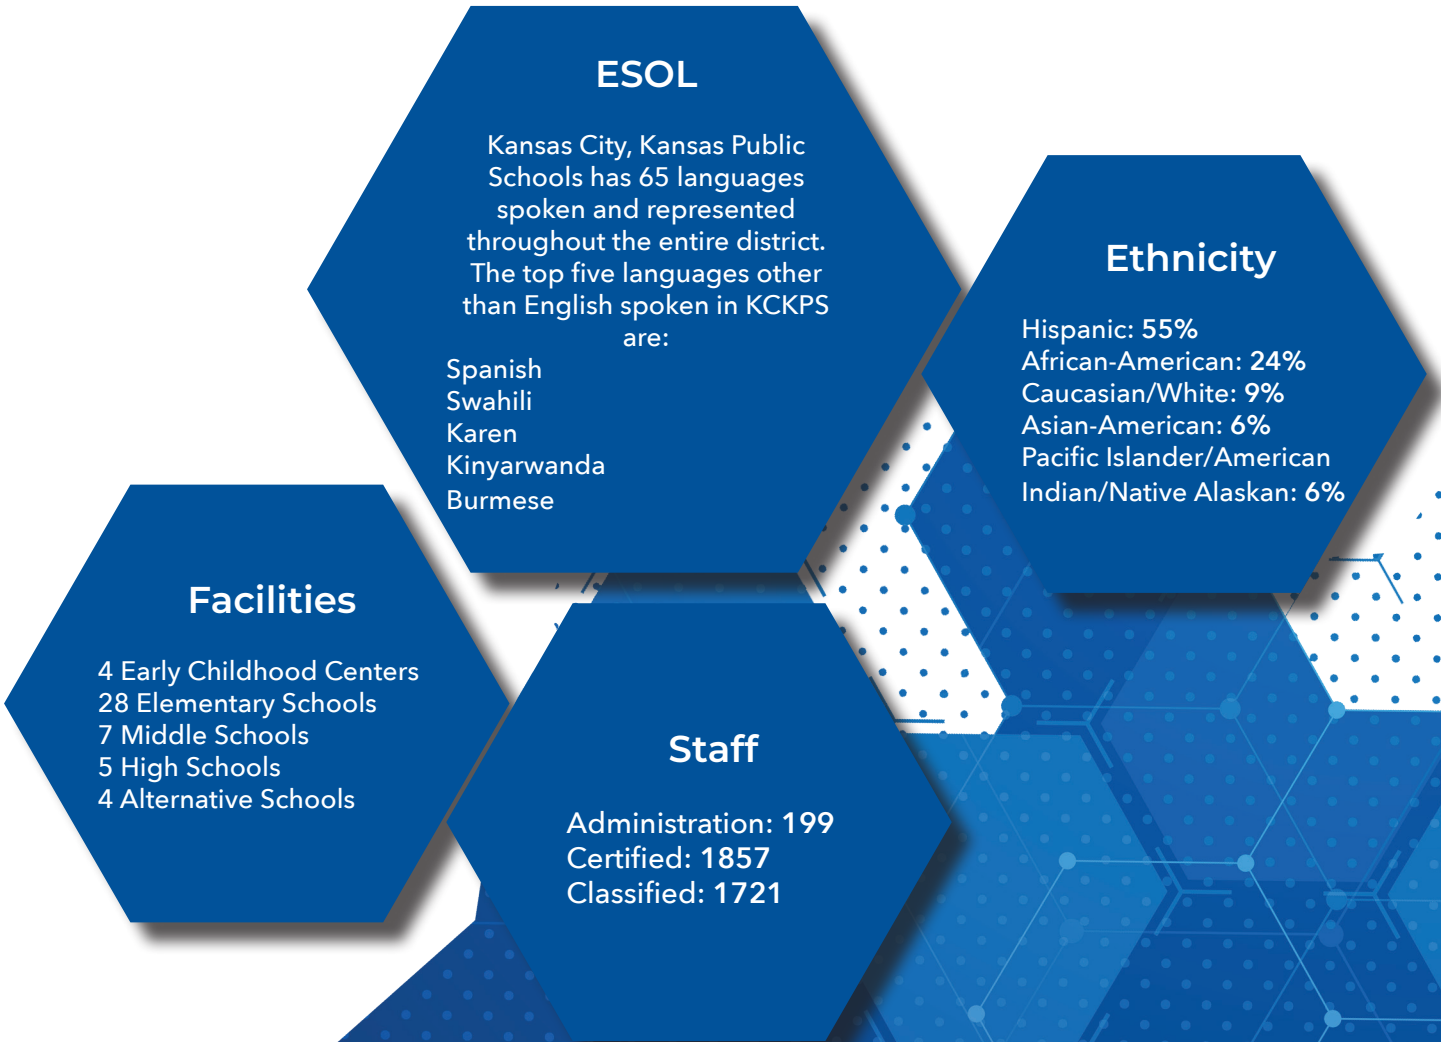 ESOL
Kansas City, Kansas Public
Schools has 65 languages
spoken and represented
throughout the entire district.
The top five languages other
than English spoken in KCKPS
are:
Spanish
Swahili
Karen
Kinyarwanda
Burmese
Ethnicity
Hispanic: 55%
African-American: 24%
Caucasian/White: 9%
Asian-American: 6%
Pacific Islander/American
Indian/Native Alaskan: 6%
Facilities
4 Early Childhood Centers
28 Elementary Schools
7 Middle Schools
5 High Schools
4 Alternative Schools
Staff
Administration: 199
Certified: 1857
Classified: 1721